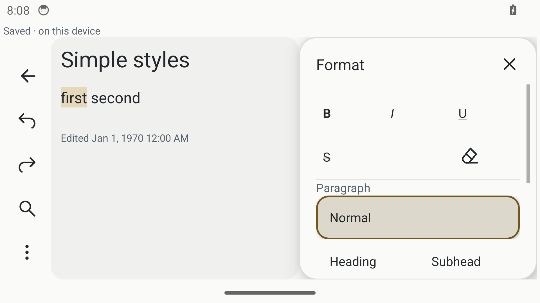 8:08
Saved · on this device
Simple styles
first second
Edited Jan 1, 1970 12:00 AM
Format
B I U
S
Paragraph
Normal
Heading Subhead